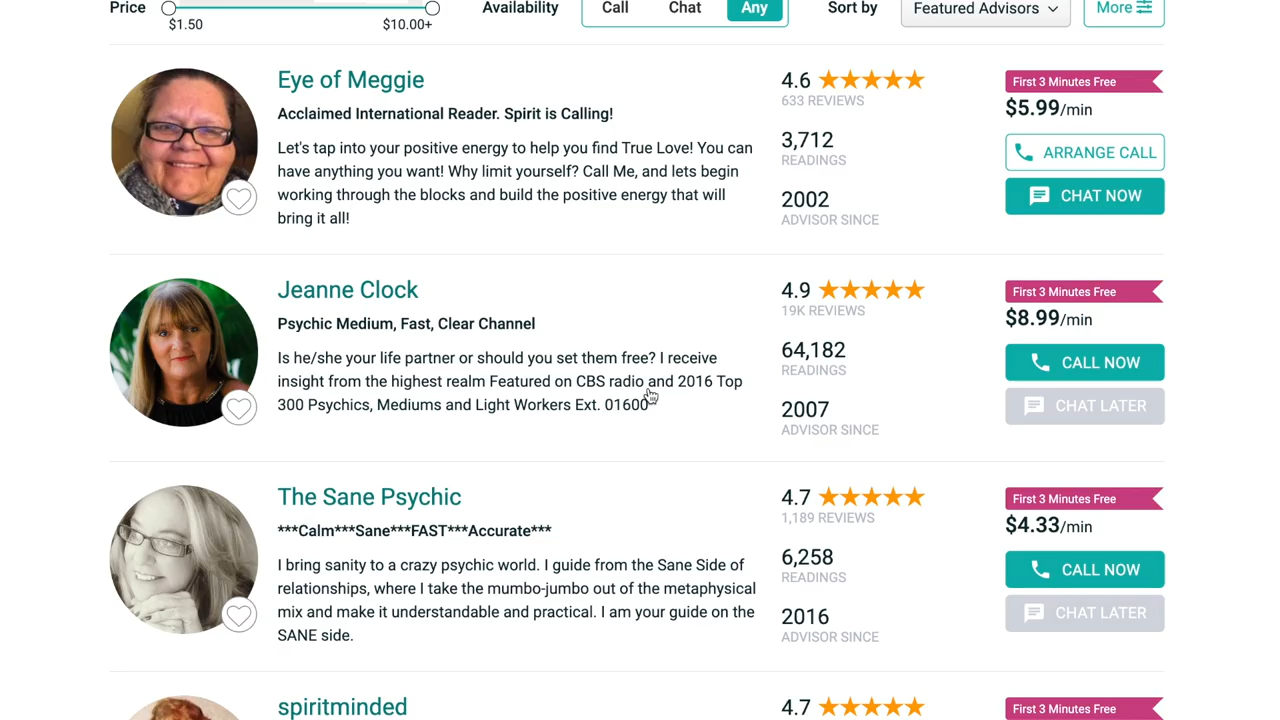 Price
$1.50
$10.00+
Availability
Call
Chat
Any
Sort by
Featured Advisors
More
Eye of Meggie
Acclaimed International Reader. Spirit is Calling!
Let's tap into your positive energy to help you find True Love! You can
have anything you want! Why limit yourself? Call Me, and lets begin
working through the blocks and build the positive energy that will
bring it all!
4.6
633 REVIEWS
3,712
READINGS
2002
ADVISOR SINCE
First 3 Minutes Free
$5.99/min
ARRANGE CALL
CHAT NOW
Jeanne Clock
Psychic Medium, Fast, Clear Channel
Is he/she your life partner or should you set them free? I receive
insight from the highest realm Featured on CBS radio and 2016 Top
300 Psychics, Mediums and Light Workers Ext. 01600
4.9
19K REVIEWS
64,182
READINGS
2007
ADVISOR SINCE
First 3 Minutes Free
$8.99/min
CALL NOW
CHAT LATER
The Sane Psychic
***Calm***Sane***FAST***Accurate***
I bring sanity to a crazy psychic world. I guide from the Sane Side of
relationships, where I take the mumbo-jumbo out of the metaphysical
mix and make it understandable and practical. I am your guide on the
SANE side.
4.7
1,189 REVIEWS
6,258
READINGS
2016
ADVISOR SINCE
First 3 Minutes Free
$4.33/min
CALL NOW
CHAT LATER
spiritminded
4.7
First 3 Minutes Free